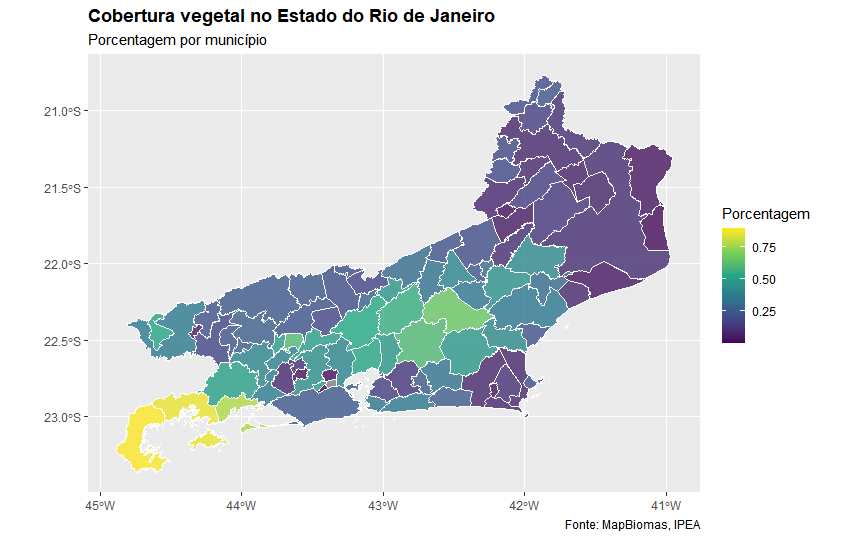 Cobertura vegetal no Estado do Rio de Janeiro
Porcentagem por município
21.0°S
21.5°S
22.0°S
22.5°S
23.0°S
45°W
44°W
43°W
42°W
41°W
Porcentagem
0.75
0.50
0.25
Fonte: MapBiomas, IPEA